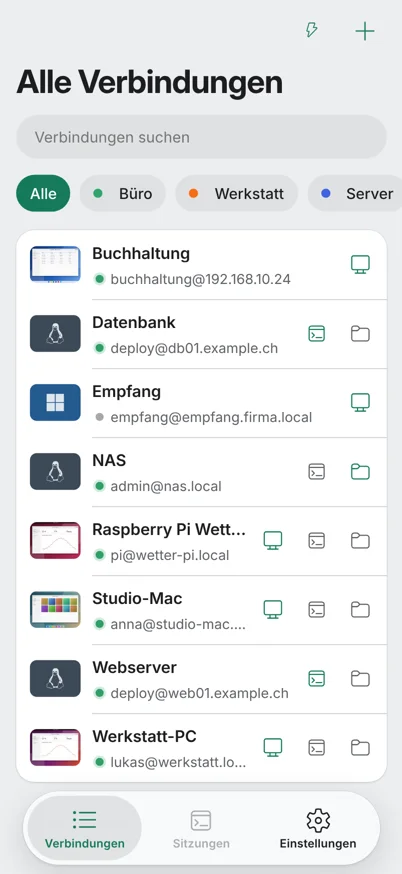 Alle Verbindungen
Verbindungen suchen
Alle Büro Werkstatt Server
Buchhaltung
buchhaltung@192.168.10.24
Datenbank
deploy@db01.example.ch
Empfang
empfang@empfang.firma.local
NAS
admin@nas.local
Raspberry Pi Wett...
pi@wetter-pi.local
Studio-Mac
anna@studio-mac....
Webserver
deploy@web01.example.ch
Werkstatt-PC
lukas@werkstatt.lo...
Verbindungen Sitzungen Einstellungen